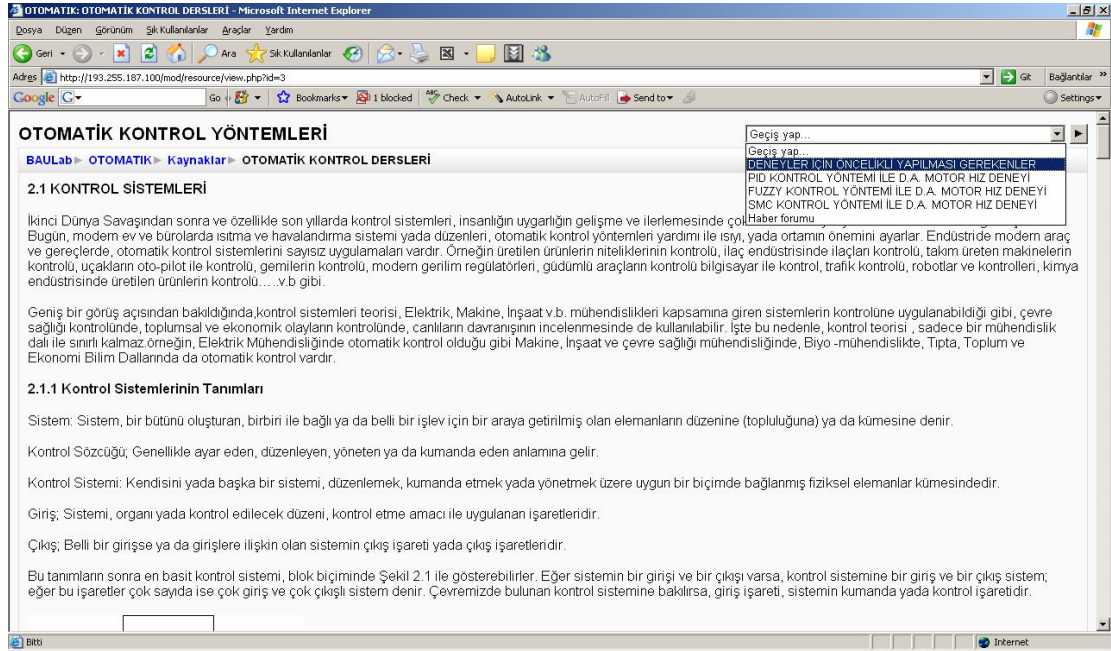 OTOMATIK: OTOMATİK KONTROL DERSLERİ - Microsoft Internet Explorer
Dosya Düzen Görünüm Sık Kullanılanlar Araçlar Yardım
Geri Ara Sık Kullanılanlar
Adres http://193.255.187.100/mod/resource/view.php?id=3 Git Bağlantılar »
Google G Go Bookmarks 1 blocked Check AutoLink AutoFill Send to Settings
OTOMATİK KONTROL YÖNTEMLERİ
Geçiş yap...
BAULab OTOMATIK Kaynaklar OTOMATİK KONTROL DERSLERİ
Geçiş yap...
DENEYLER İÇİN ÖNCELİKLİ YAPILMASI GEREKENLER
PID KONTROL YÖNTEMİ İLE D.A. MOTOR HIZ DENEYİ
FUZZY KONTROL YÖNTEMİ İLE D.A. MOTOR HIZ DENEYİ
SMC KONTROL YÖNTEMİ İLE D.A. MOTOR HIZ DENEYİ
Haber forumu
2.1 KONTROL SİSTEMLERİ
İkinci Dünya Savaşından sonra ve özellikle son yıllarda kontrol sistemleri, insanlığın uygarlığın gelişme ve ilerlemesinde
Bugün, modern ev ve bürolarda ısıtma ve havalandırma sistemi yada düzenleri, otomatik kontrol yöntemleri yardımı ile ısıyı, yada ortamın önemini ayarlar. Endüstride modern araç
ve gereçlerde, otomatik kontrol sistemlerini sayısız uygulamaları vardır. Örneğin üretilen ürünlerin niteliklerinin kontrolü, ilaç endüstrisinde ilaçları kontrolü, takım üreten makinelerin
kontrolü, uçakların oto-pilot ile kontrolü, gemilerin kontrolü, modern gerilim regülatörleri, güdümlü araçların kontrolü bilgisayar ile kontrol, trafik kontrolü, robotlar ve kontrolleri, kimya
endüstrisinde üretilen ürünlerin kontrolü…..v.b gibi.
Geniş bir görüş açısından bakıldığında,kontrol sistemleri teorisi, Elektrik, Makine, İnşaat v.b. mühendislikleri kapsamına giren sistemlerin kontrolüne uygulanabildiği gibi, çevre
sağlığı kontrolünde, toplumsal ve ekonomik olayların kontrolünde, canlıların davranışının incelenmesinde de kullanılabilir. İşte bu nedenle, kontrol teorisi , sadece bir mühendislik
dalı ile sınırlı kalmaz.örneğin, Elektrik Mühendisliğinde otomatik kontrol olduğu gibi Makine, İnşaat ve çevre sağlığı mühendisliğinde, Biyo -mühendislikte, Tıpta, Toplum ve
Ekonomi Bilim Dallarında da otomatik kontrol vardır.
2.1.1 Kontrol Sistemlerinin Tanımları
Sistem: Sistem, bir bütünü oluşturan, birbiri ile bağlı ya da belli bir işlev için bir araya getirilmiş olan elemanların düzenine (topluluğuna) ya da kümesine denir.
Kontrol Sözcüğü; Genellikle ayar eden, düzenleyen, yöneten ya da kumanda eden anlamına gelir.
Kontrol Sistemi: Kendisini yada başka bir sistemi, düzenlemek, kumanda etmek yada yönetmek üzere uygun bir biçimde bağlanmış fiziksel elemanlar kümesindedir.
Giriş; Sistemi, organı yada kontrol edilecek düzeni, kontrol etme amacı ile uygulanan işaretleridir.
Çıkış; Belli bir girişse ya da girişlere ilişkin olan sistemin çıkış işareti yada çıkış işaretleridir.
Bu tanımların sonra en basit kontrol sistemi, blok biçiminde Şekil 2.1 ile gösterebilirler. Eğer sistemin bir girişi ve bir çıkışı varsa, kontrol sistemine bir giriş ve bir çıkış sistem;
eğer bu işaretler çok sayıda ise çok giriş ve çok çıkışlı sistem denir. Çevremizde bulunan kontrol sistemine bakılırsa, giriş işareti, sistemin kumanda yada kontrol işaretidir.
Bitti Internet